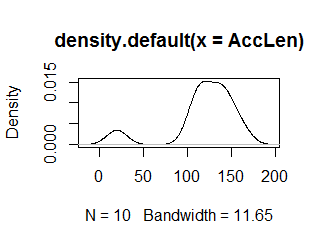 density.default(x = AccLen)
Density
0.015
0.000
0 50 100 150 200
N = 10 Bandwidth = 11.65